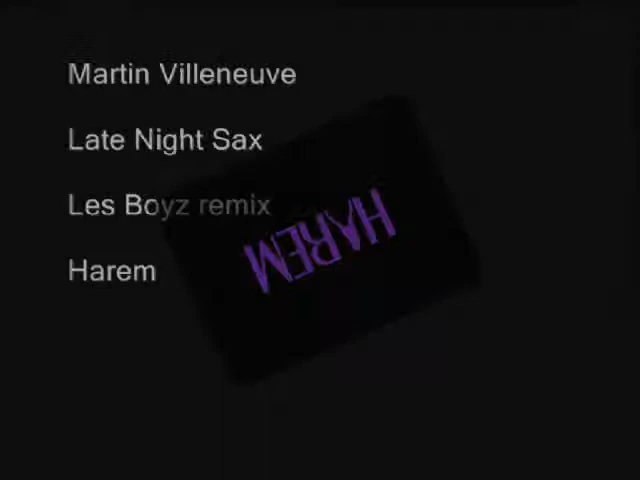 Martin Villeneuve
Late Night Sax
Les Boyz remix
Harem
HAREM